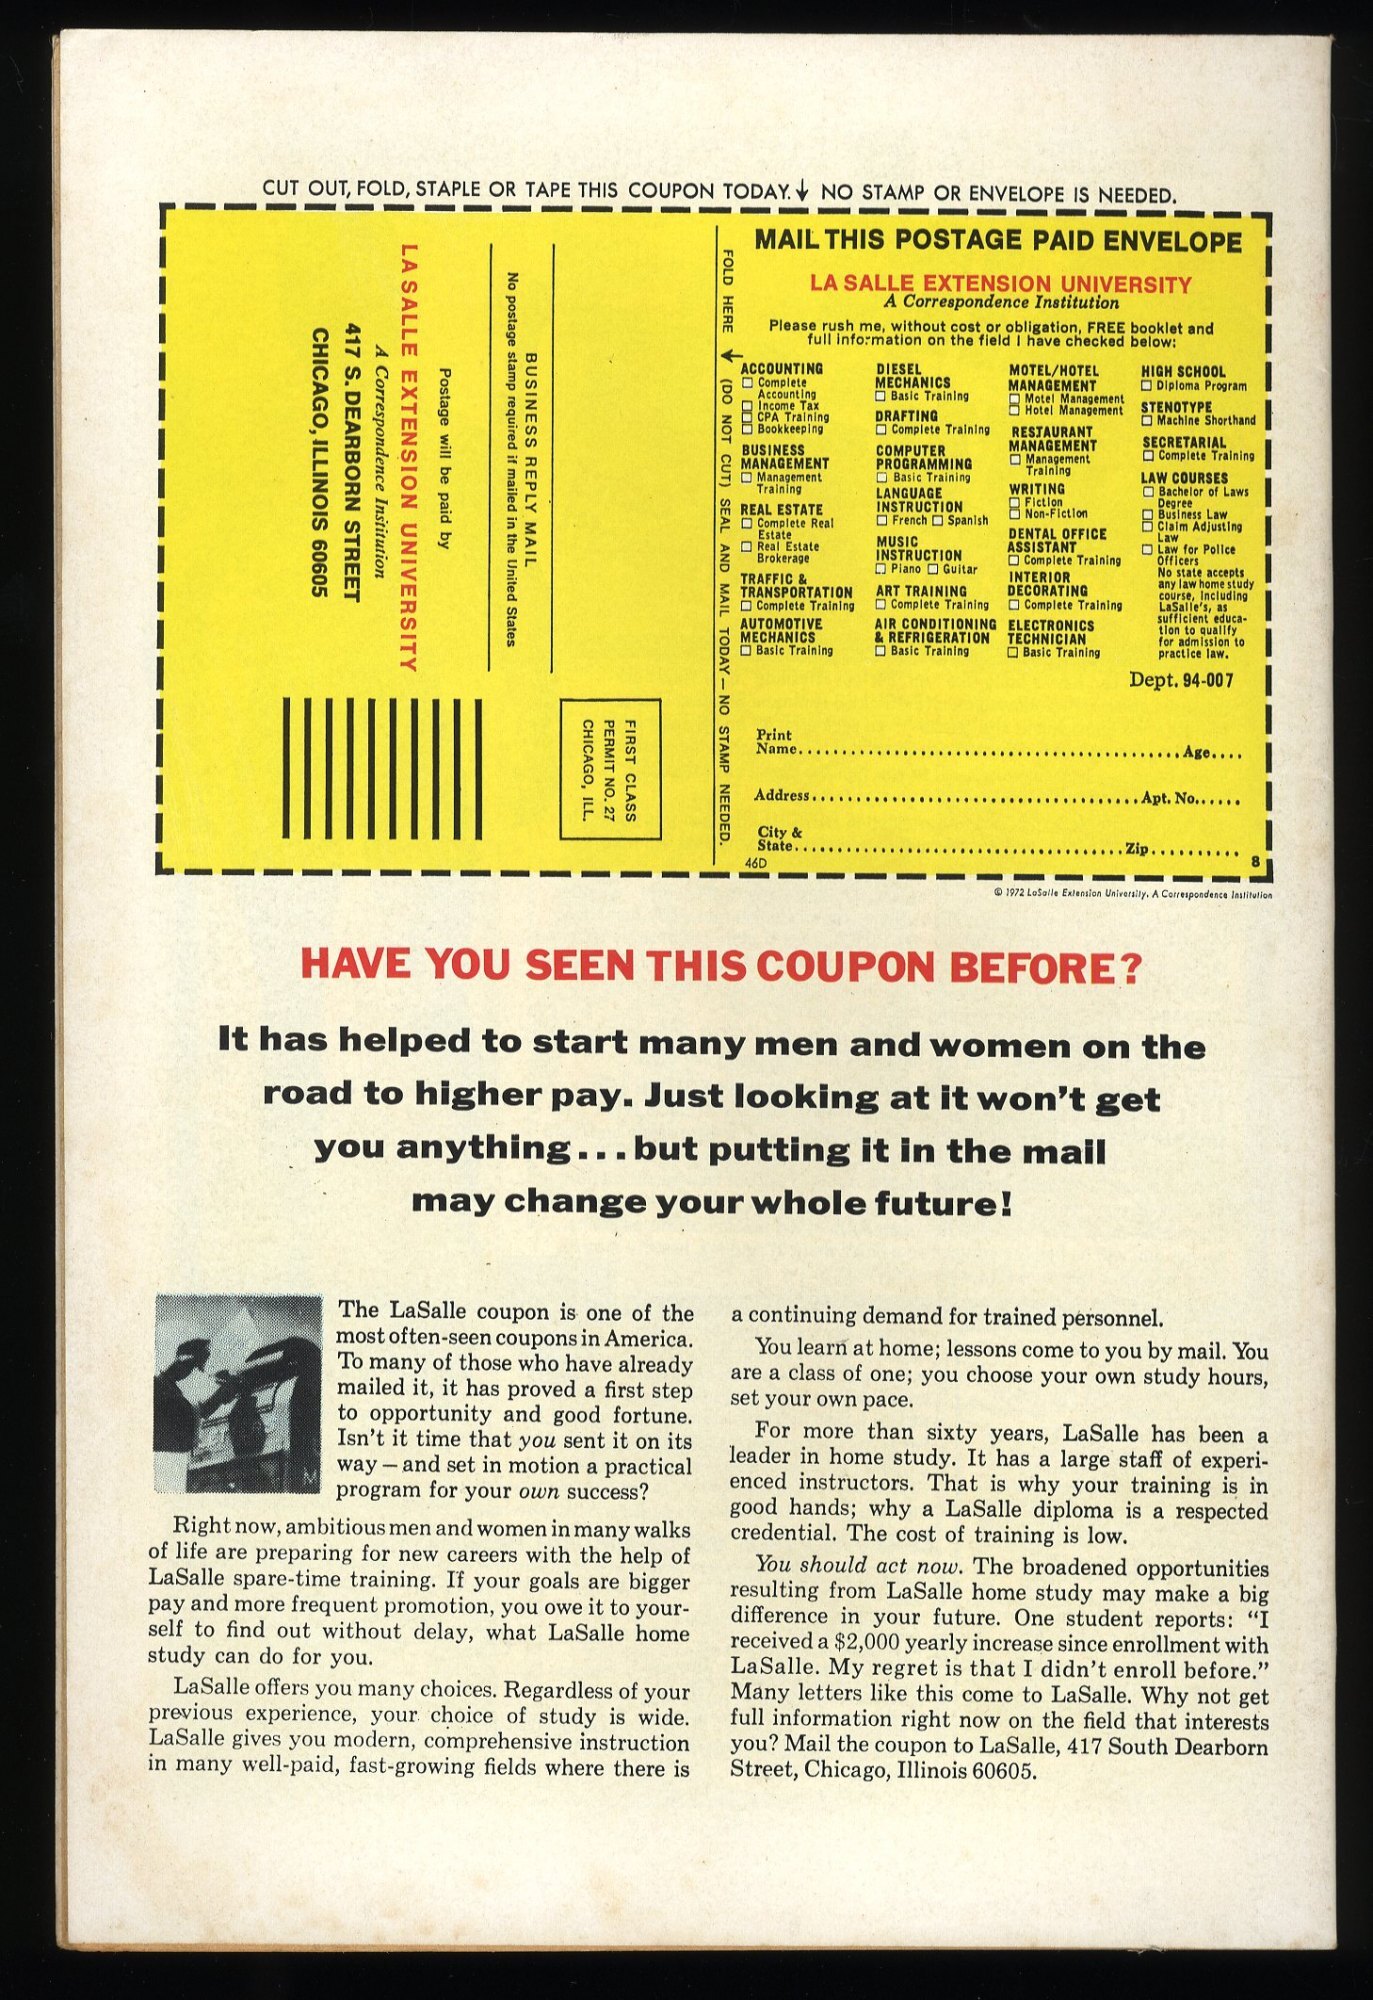 CUT OUT, FOLD, STAPLE OR TAPE THIS COUPON TODAY. ↓ NO STAMP OR ENVELOPE IS NEEDED.
FIRST CLASS
PERMIT NO. 27
CHICAGO, ILL.
BUSINESS REPLY MAIL
No postage stamp required if mailed in the United States
Postage will be paid by
LA SALLE EXTENSION UNIVERSITY
A Correspondence Institution
417 S. DEARBORN STREET
CHICAGO, ILLINOIS 60605
FOLD HERE ↓ (DO NOT CUT) SEAL AND MAIL TODAY — NO STAMP NEEDED.
MAIL THIS POSTAGE PAID ENVELOPE
LA SALLE EXTENSION UNIVERSITY
A Correspondence Institution
Please rush me, without cost or obligation, FREE booklet and
full information on the field I have checked below:
ACCOUNTING
☐ Complete
Accounting
☐ Income Tax
☐ CPA Training
☐ Bookkeeping
BUSINESS
MANAGEMENT
☐ Management
Training
REAL ESTATE
☐ Complete Real
Estate
☐ Real Estate
Brokerage
TRAFFIC &
TRANSPORTATION
☐ Complete Training
AUTOMOTIVE
MECHANICS
☐ Basic Training
DIESEL
MECHANICS
☐ Basic Training
DRAFTING
☐ Complete Training
COMPUTER
PROGRAMMING
☐ Basic Training
LANGUAGE
INSTRUCTION
☐ French ☐ Spanish
MUSIC
INSTRUCTION
☐ Piano ☐ Guitar
ART TRAINING
☐ Complete Training
AIR CONDITIONING
& REFRIGERATION
☐ Basic Training
MOTEL/HOTEL
MANAGEMENT
☐ Motel Management
☐ Hotel Management
RESTAURANT
MANAGEMENT
☐ Management
Training
WRITING
☐ Fiction
☐ Non-Fiction
DENTAL OFFICE
ASSISTANT
☐ Complete Training
INTERIOR
DECORATING
☐ Complete Training
ELECTRONICS
TECHNICIAN
☐ Basic Training
HIGH SCHOOL
☐ Diploma Program
STENOTYPE
☐ Machine Shorthand
SECRETARIAL
☐ Complete Training
LAW COURSES
☐ Bachelor of Laws
Degree
☐ Business Law
☐ Claim Adjusting
Law
☐ Law for Police
Officers
No state accepts
any law home study
course, including
LaSalle's, as
sufficient educa-
tion to qualify
for admission to
practice law.
Dept. 94-007
Print
Name.......... Age....
Address.......... Apt. No......
City &
State.......... Zip..........
46D 8
© 1972 LaSalle Extension University. A Correspondence Institution
HAVE YOU SEEN THIS COUPON BEFORE?
It has helped to start many men and women on the
road to higher pay. Just looking at it won't get
you anything...but putting it in the mail
may change your whole future!
The LaSalle coupon is one of the
most often-seen coupons in America.
To many of those who have already
mailed it, it has proved a first step
to opportunity and good fortune.
Isn't it time that you sent it on its
way — and set in motion a practical
program for your own success?
M
Right now, ambitious men and women in many walks
of life are preparing for new careers with the help of
LaSalle spare-time training. If your goals are bigger
pay and more frequent promotion, you owe it to your-
self to find out without delay, what LaSalle home
study can do for you.
LaSalle offers you many choices. Regardless of your
previous experience, your choice of study is wide.
LaSalle gives you modern, comprehensive instruction
in many well-paid, fast-growing fields where there is
a continuing demand for trained personnel.
You learn at home; lessons come to you by mail. You
are a class of one; you choose your own study hours,
set your own pace.
For more than sixty years, LaSalle has been a
leader in home study. It has a large staff of experi-
enced instructors. That is why your training is in
good hands; why a LaSalle diploma is a respected
credential. The cost of training is low.
You should act now. The broadened opportunities
resulting from LaSalle home study may make a big
difference in your future. One student reports: "I
received a $2,000 yearly increase since enrollment with
LaSalle. My regret is that I didn't enroll before."
Many letters like this come to LaSalle. Why not get
full information right now on the field that interests
you? Mail the coupon to LaSalle, 417 South Dearborn
Street, Chicago, Illinois 60605.